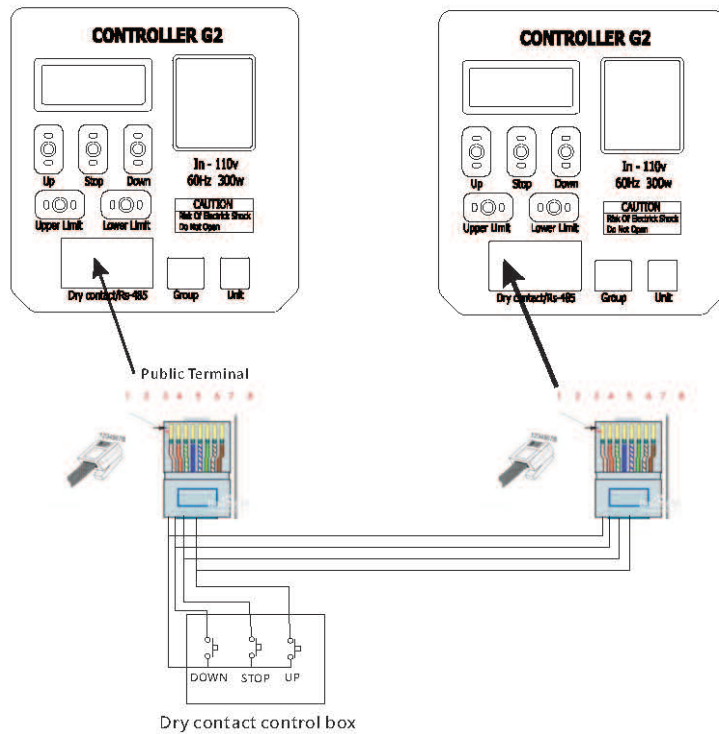 CONTROLLER G2
Up Stop Down
In - 110v
60Hz 300w
Upper Limit Lower Limit
CAUTION
Risk Of Electrick Shock
Do Not Open
Dry contact/Rs-485 Group Unit
CONTROLLER G2
Up Stop Down
In - 110v
60Hz 300w
Upper Limit Lower Limit
CAUTION
Risk Of Electrick Shock
Do Not Open
Dry contact/Rs-485 Group Unit
Public Terminal
1 2 3 4 5 6 7 8
1 2 3 4 5 6 7 8
DOWN STOP UP
Dry contact control box